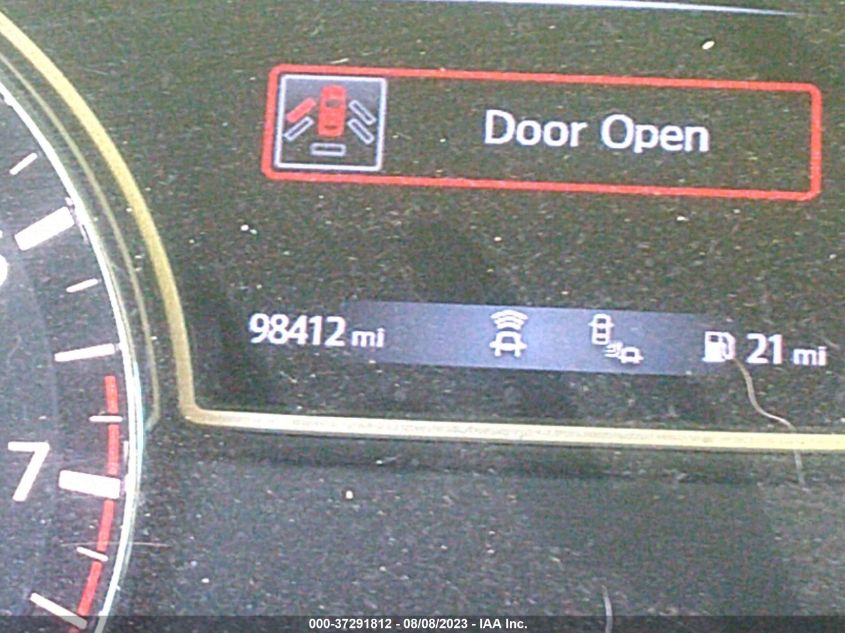 Door Open
98412 mi 21 mi
7
000-37291812 - 08/08/2023 - IAA Inc.